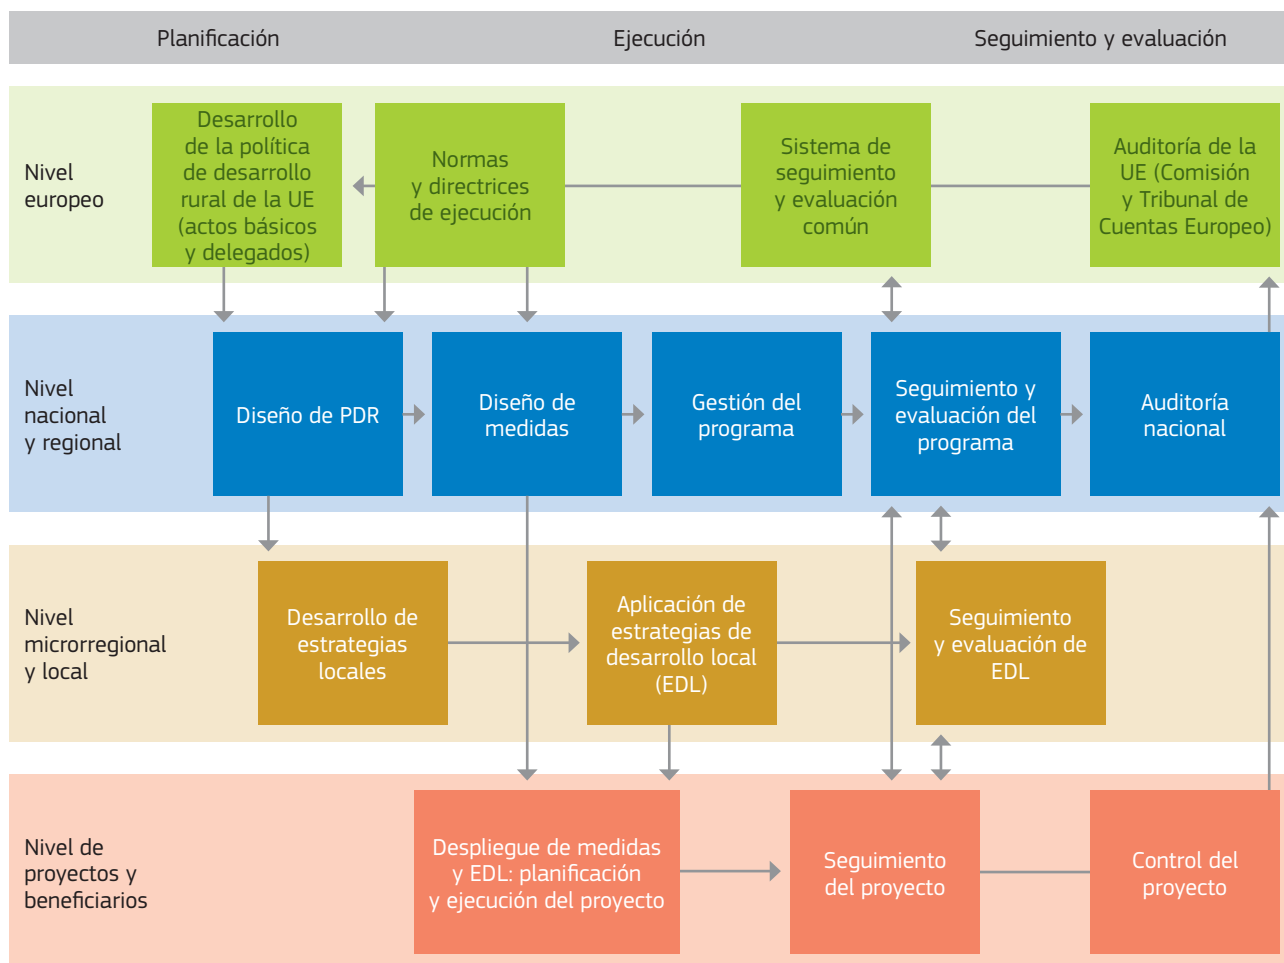 Planificación
Ejecución
Seguimiento y evaluación
Nivel
europeo
Desarrollo
de la política
de desarrollo
rural de la UE
(actos básicos
y delegados)
Normas
y directrices
de ejecución
Sistema de
seguimiento
y evaluación
común
Auditoría de la
UE (Comisión
y Tribunal de
Cuentas Europeo)
Nivel
nacional
y regional
Diseño de PDR
Diseño de
medidas
Gestión del
programa
Seguimiento y
evaluación del
programa
Auditoría
nacional
Nivel
microrregional
y local
Desarrollo de
estrategias
locales
Aplicación de
estrategias de
desarrollo local
(EDL)
Seguimiento
y evaluación de
EDL
Nivel de
proyectos y
beneficiarios
Despliegue de medidas
y EDL: planificación
y ejecución del proyecto
Seguimiento
del proyecto
Control del
proyecto